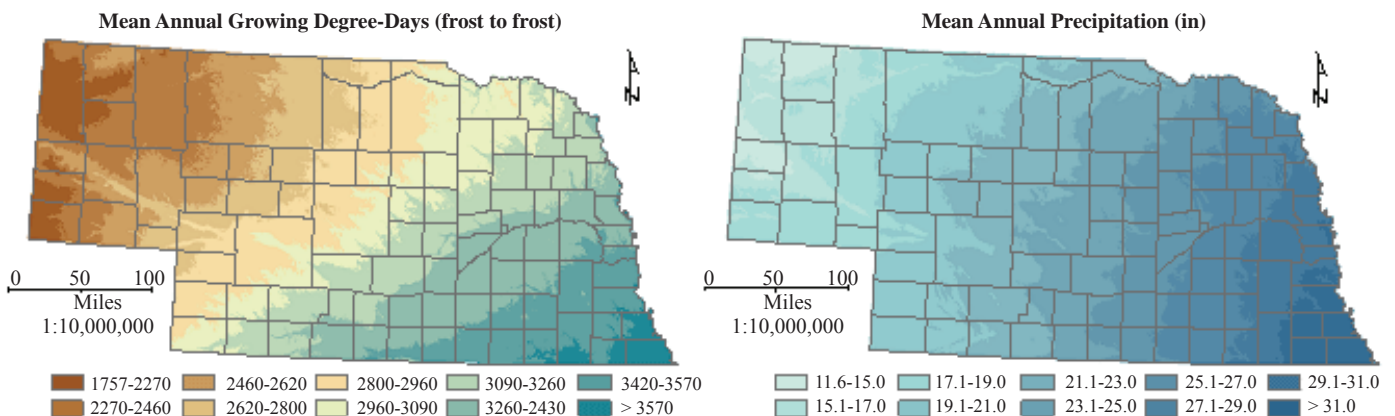 Mean Annual Growing Degree-Days (frost to frost)
Mean Annual Precipitation (in)
N
N
0 50 100
Miles
1:10,000,000
0 50 100
Miles
1:10,000,000
1757-2270 2460-2620 2800-2960 3090-3260 3420-3570
2270-2460 2620-2800 2960-3090 3260-2430 > 3570
11.6-15.0 17.1-19.0 21.1-23.0 25.1-27.0 29.1-31.0
15.1-17.0 19.1-21.0 23.1-25.0 27.1-29.0 > 31.0